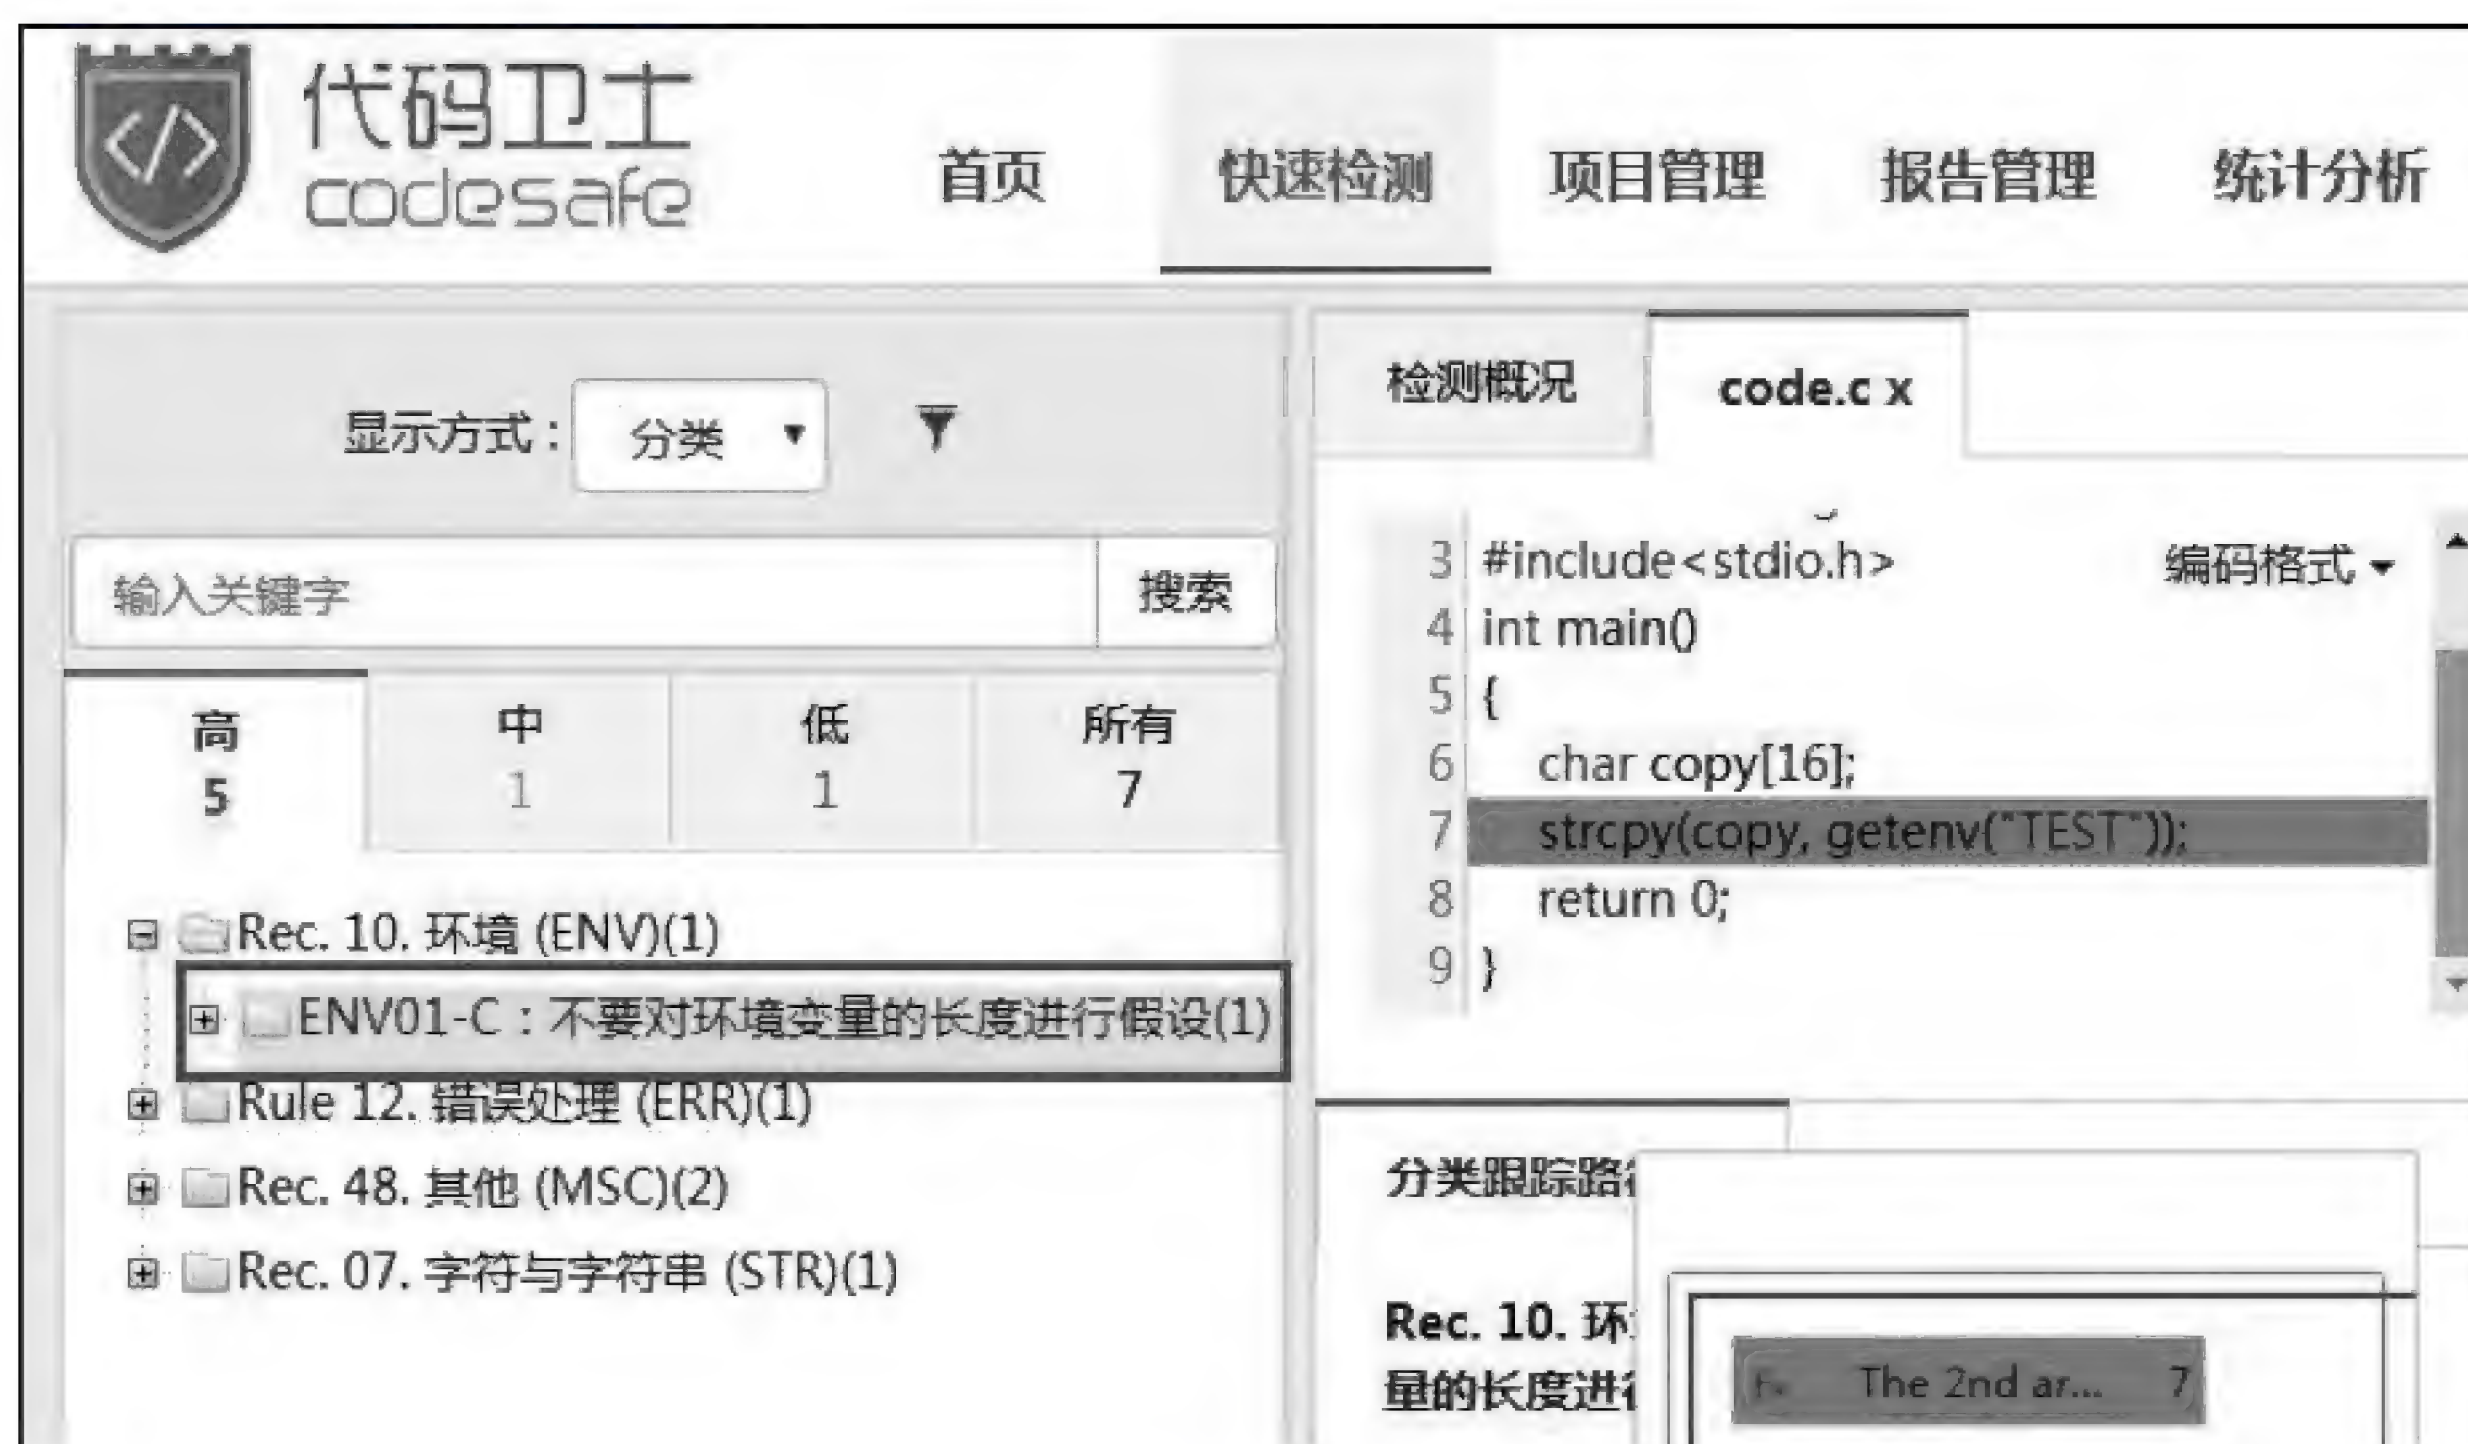 代码卫士
codesafe
首页
快速检测
项目管理
报告管理
统计分析
显示方式：
分类
输入关键字
搜索
高
5
中
1
低
1
所有
7
Rec. 10. 环境 (ENV)(1)
ENV01-C：不要对环境变量的长度进行假设(1)
Rule 12. 错误处理 (ERR)(1)
Rec. 48. 其他 (MSC)(2)
Rec. 07. 字符与字符串 (STR)(1)
检测概况
code.c x
编码格式
3 #include<stdio.h>
4 int main()
5 {
6 char copy[16];
7 strcpy(copy, getenv("TEST"));
8 return 0;
9 }
分类跟踪路
Rec. 10. 环
量的长度进
The 2nd ar... 7